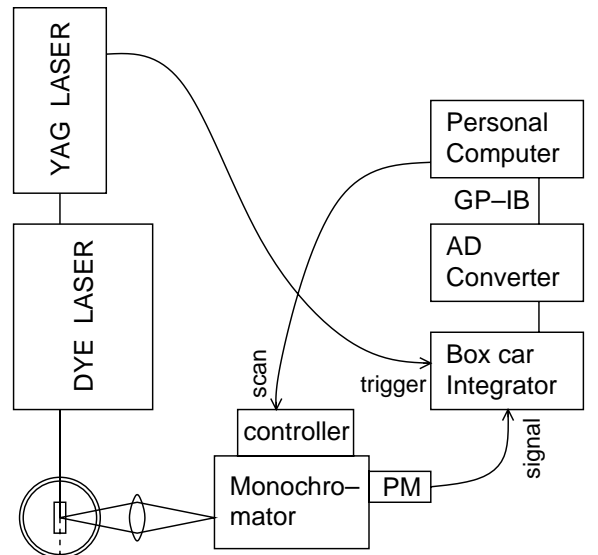 YAG LASER
DYE LASER
Personal
Computer
GP–IB
AD
Converter
Box car
Integrator
trigger
scan
signal
controller
Monochro–
mator
PM